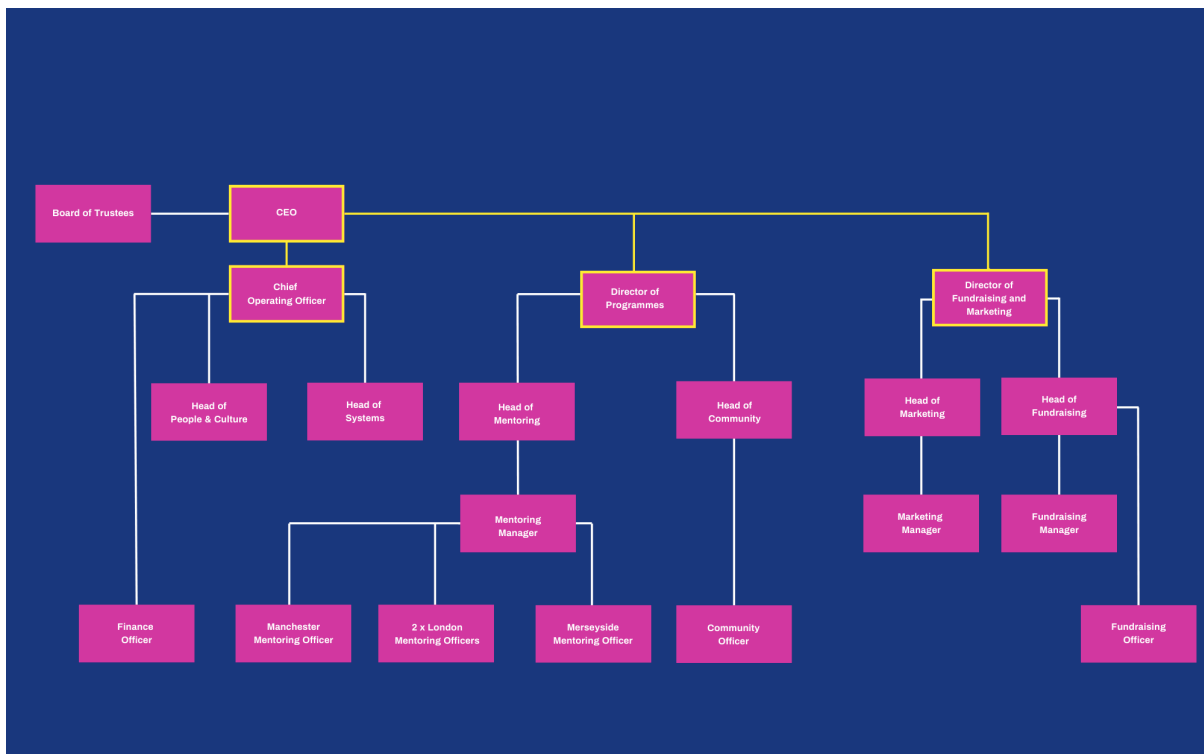 Board of Trustees
CEO
Chief
Operating Officer
Director of
Programmes
Director of
Fundraising and
Marketing
Head of
People & Culture
Head of
Systems
Head of
Mentoring
Head of
Community
Head of
Marketing
Head of
Fundraising
Mentoring
Manager
Marketing
Manager
Fundraising
Manager
Finance
Officer
Manchester
Mentoring Officer
2 x London
Mentoring Officers
Merseyside
Mentoring Officer
Community
Officer
Fundraising
Officer